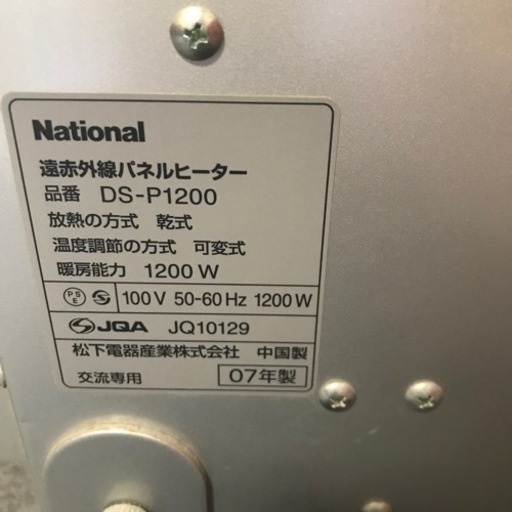 National
遠赤外線パネルヒーター
品番 DS-P1200
放熱の方式 乾式
温度調節の方式 可変式
暖房能力 1200 W
PSE S 100 V 50-60 Hz 1200 W
S JQA JQ10129
松下電器産業株式会社 中国製
交流専用 07年製